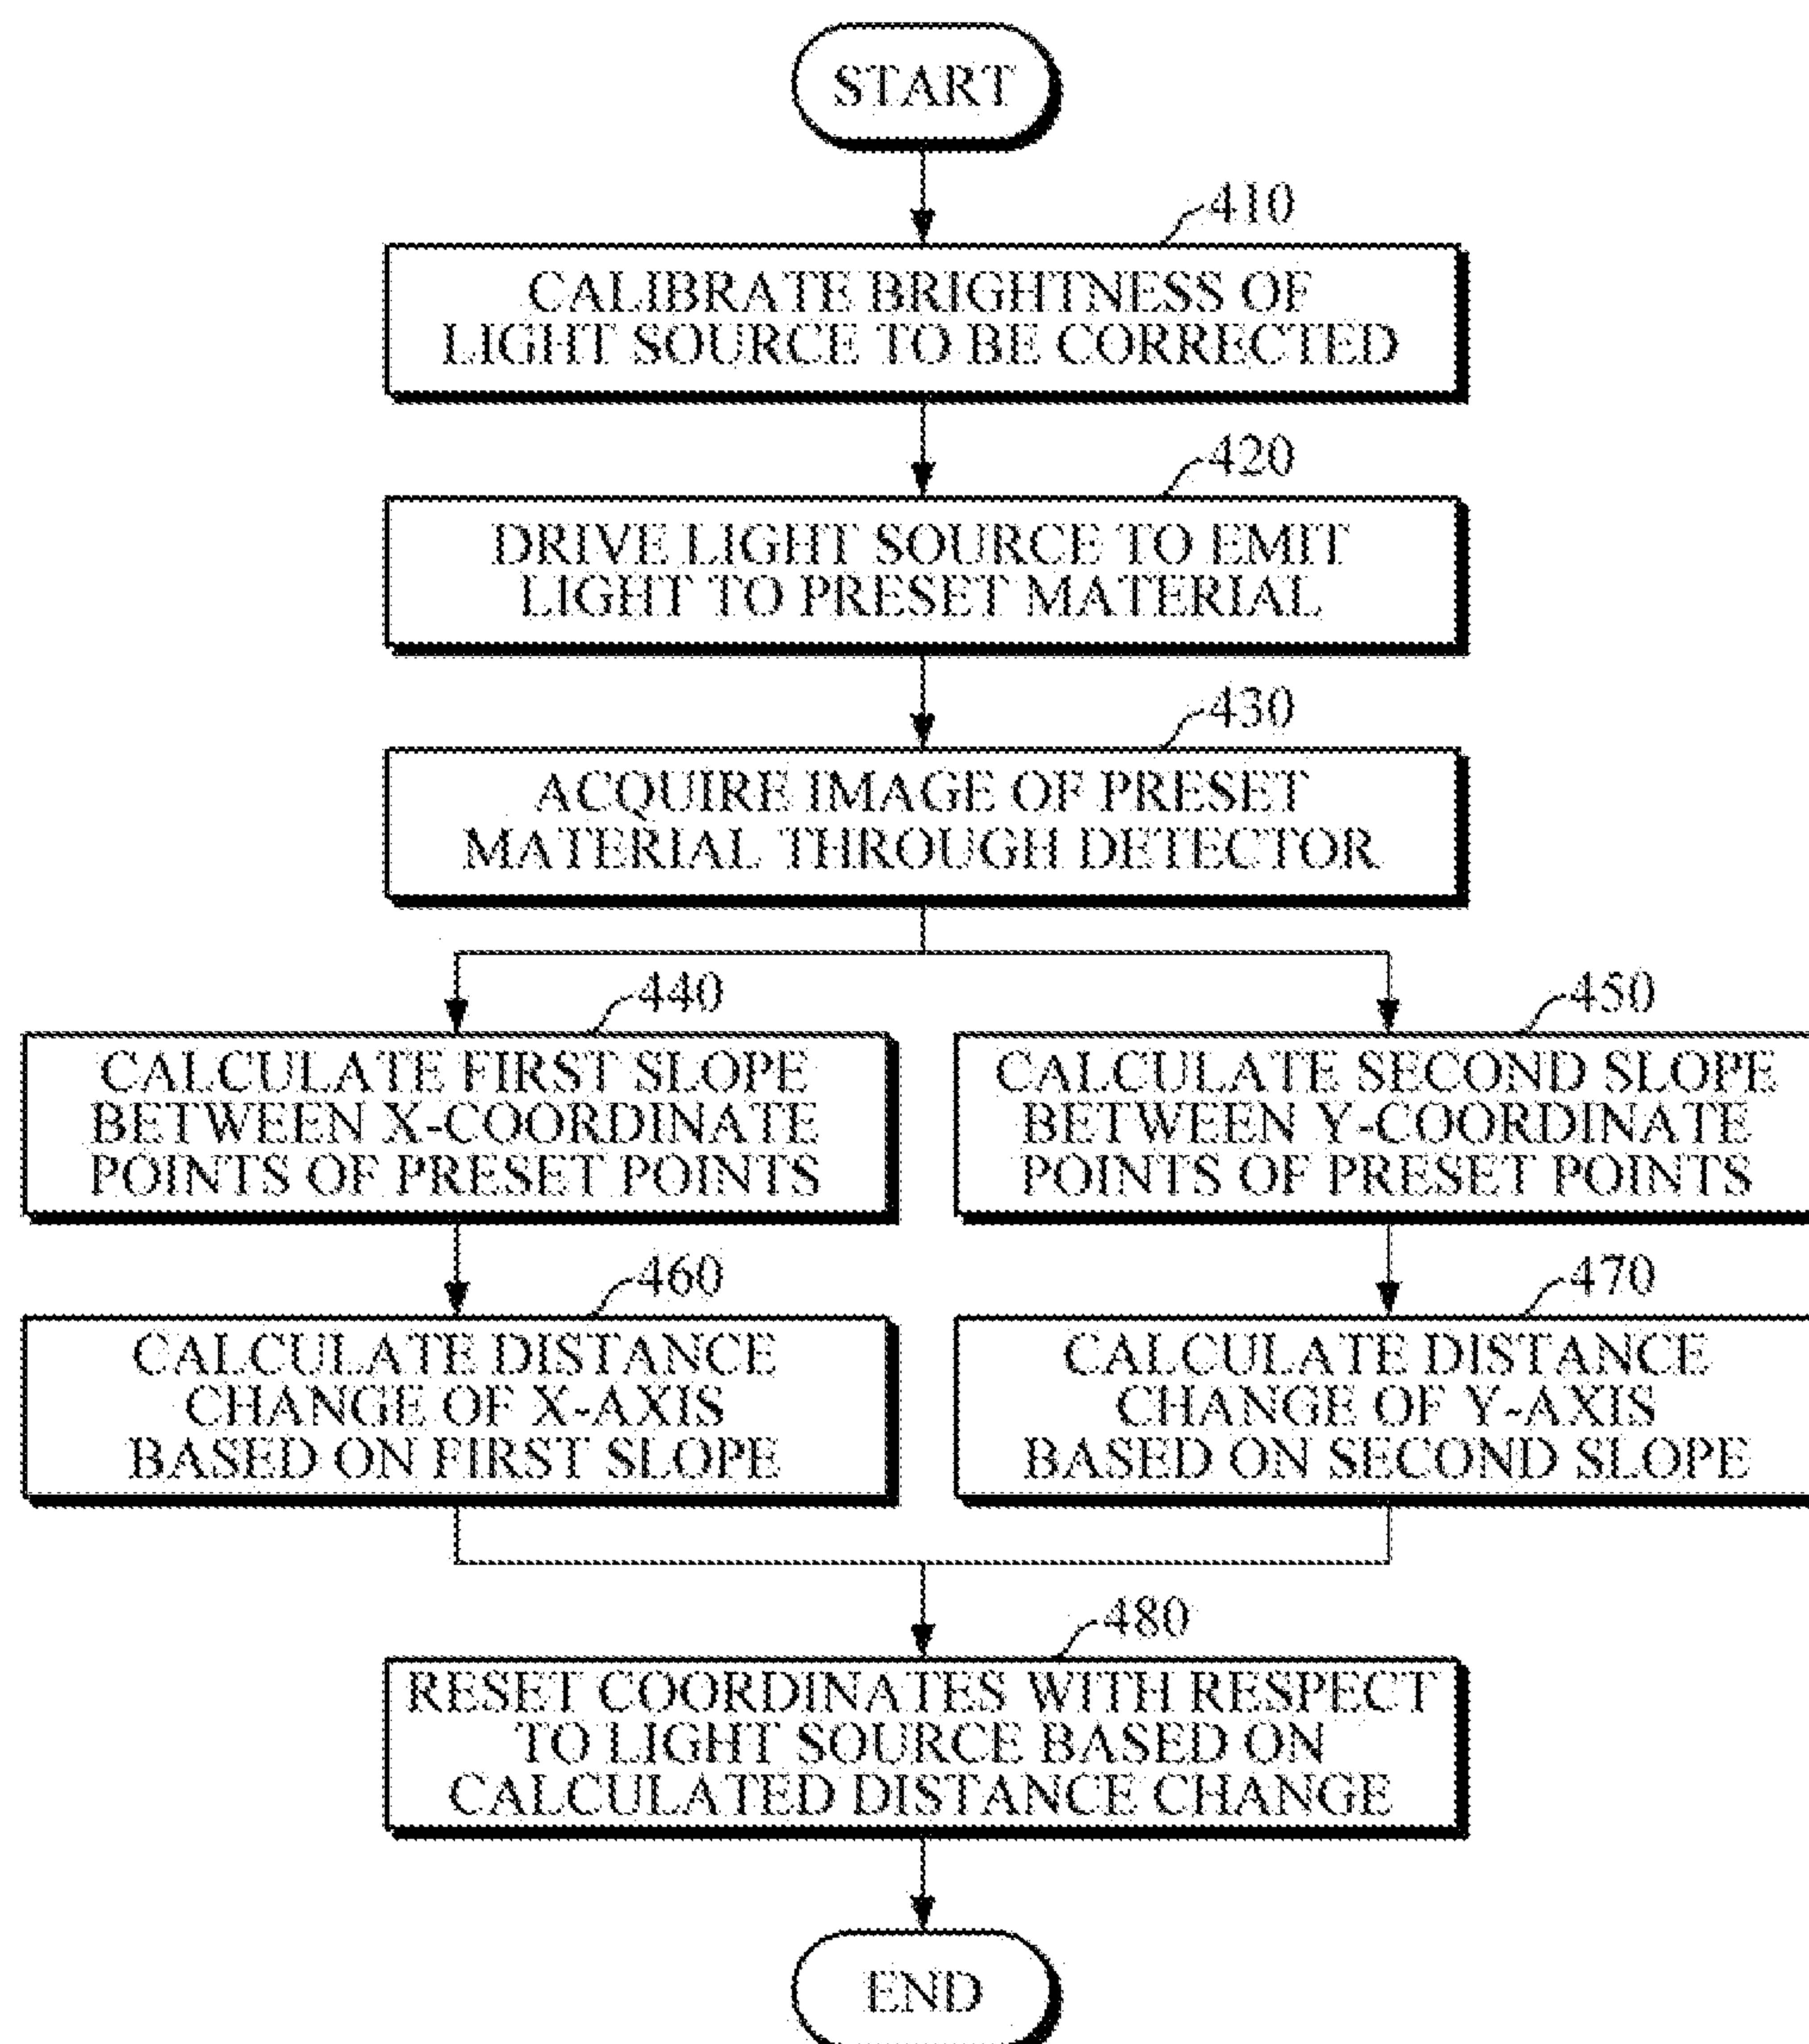 START
410
CALIBRATE BRIGHTNESS OF
LIGHT SOURCE TO BE CORRECTED
420
DRIVE LIGHT SOURCE TO EMIT
LIGHT TO PRESET MATERIAL
430
ACQUIRE IMAGE OF PRESET
MATERIAL THROUGH DETECTOR
440
CALCULATE FIRST SLOPE
BETWEEN X-COORDINATE
POINTS OF PRESET POINTS
450
CALCULATE SECOND SLOPE
BETWEEN Y-COORDINATE
POINTS OF PRESET POINTS
460
CALCULATE DISTANCE
CHANGE OF X-AXIS
BASED ON FIRST SLOPE
470
CALCULATE DISTANCE
CHANGE OF Y-AXIS
BASED ON SECOND SLOPE
480
RESET COORDINATES WITH RESPECT
TO LIGHT SOURCE BASED ON
CALCULATED DISTANCE CHANGE
END